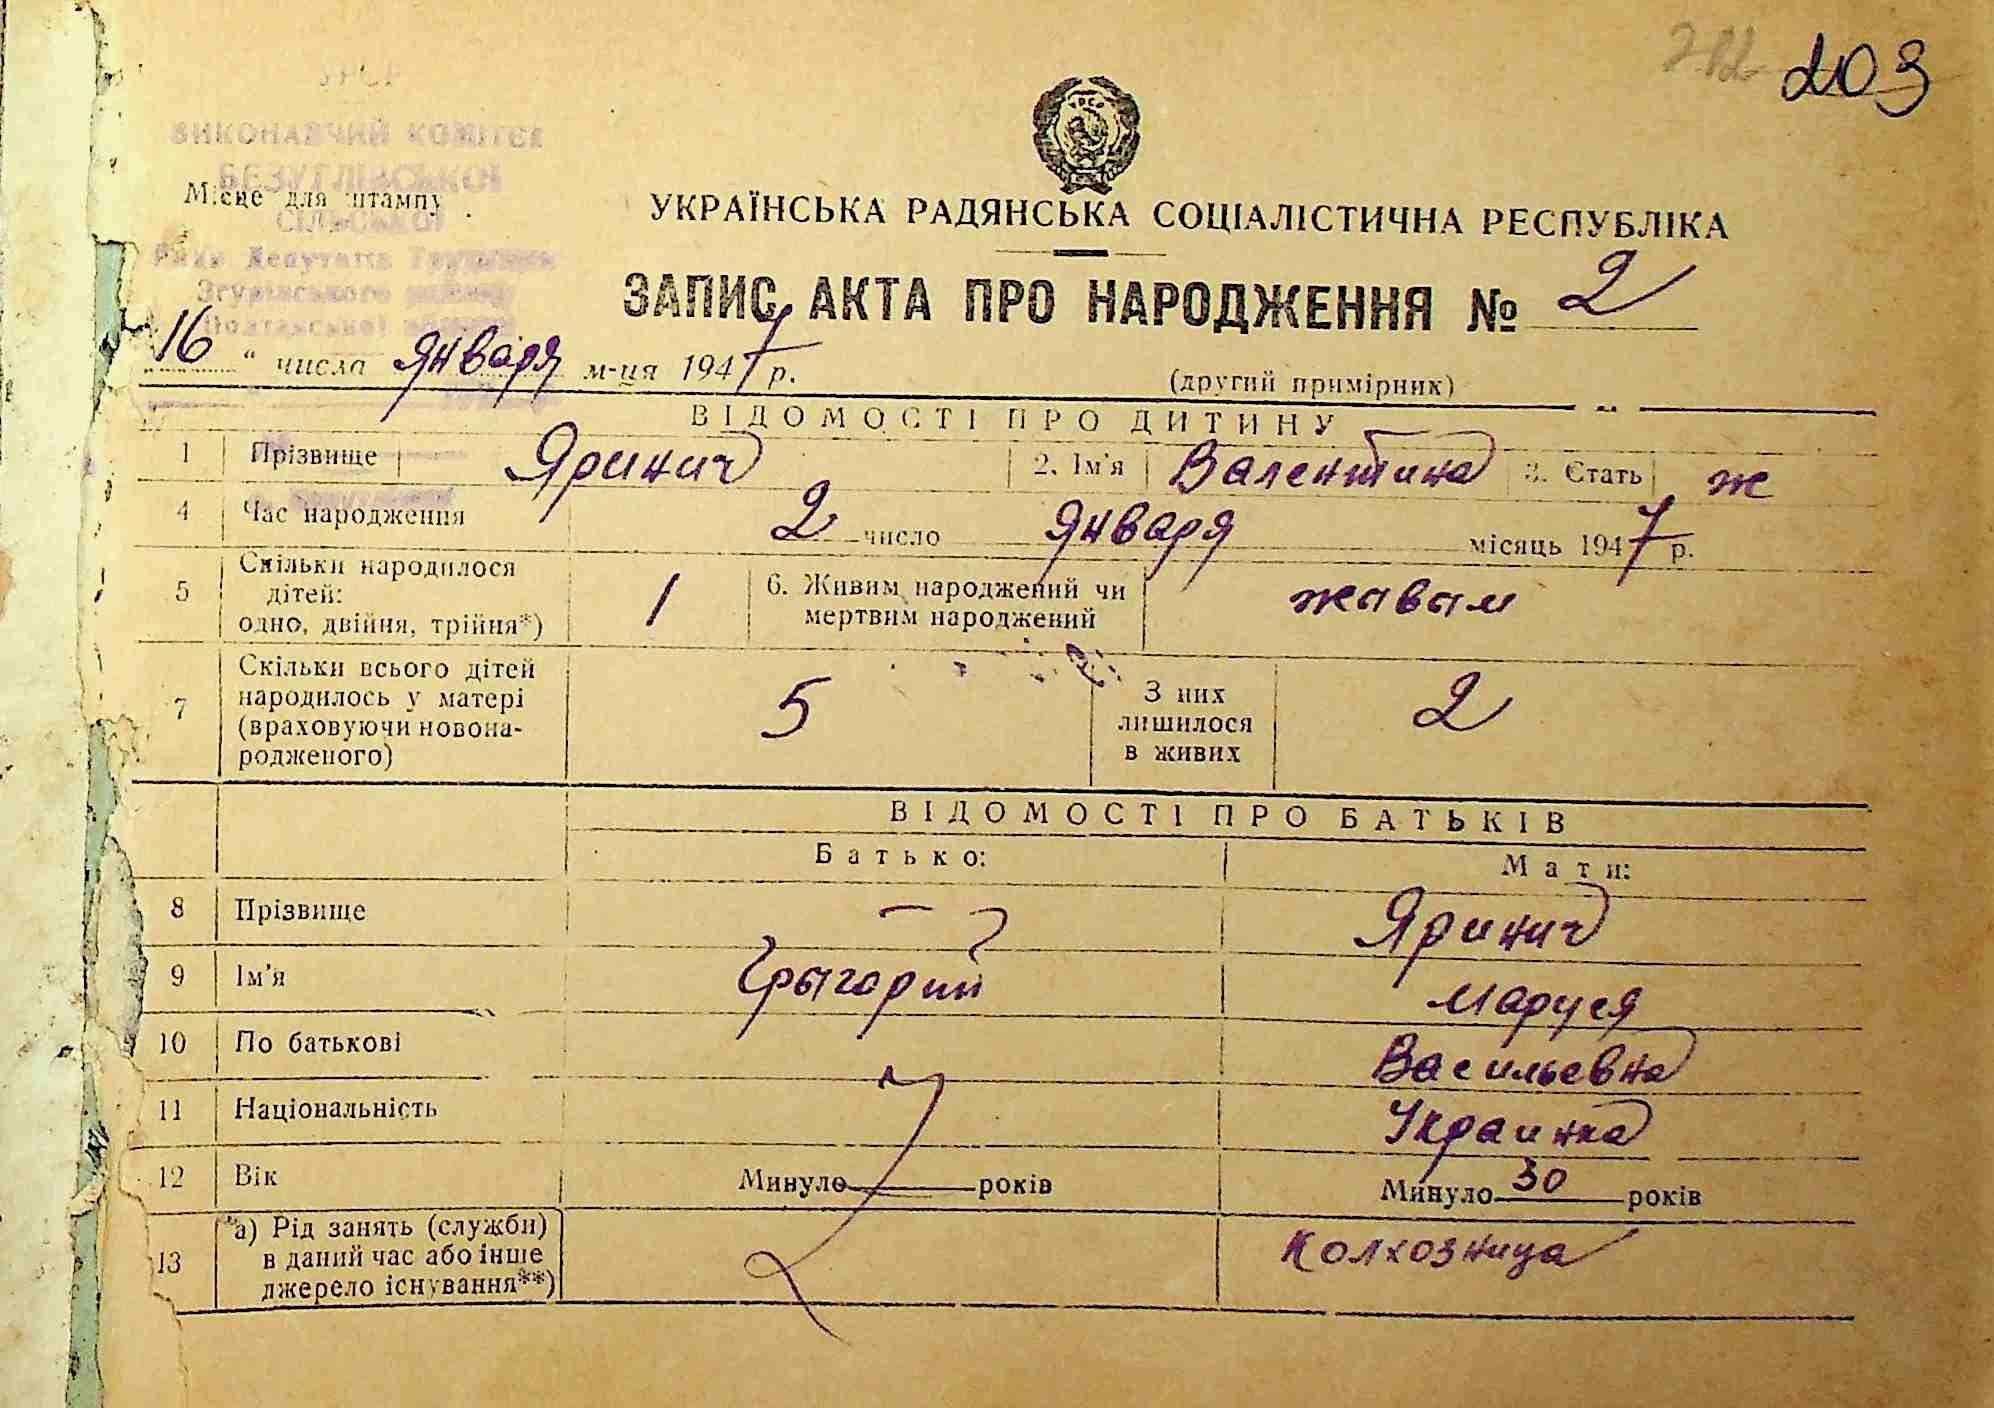 203
ВИКОНАВЧИЙ КОМІТЕТ
БЕЗУГЛІВСЬКОЇ
Місце для штампу
СІЛЬСЬКОЇ
Ради Депутатів Трудящих
Згурівського району
Полтавської області
УКРАЇНСЬКА РАДЯНСЬКА СОЦІАЛІСТИЧНА РЕСПУБЛІКА
ЗАПИС АКТА ПРО НАРОДЖЕННЯ № 2
16 " числа января м-ця 1947 р.
(другий примірник)
ВІДОМОСТІ ПРО ДИТИНУ
1 Прізвище Яринич 2. Ім'я Валентина 3. Стать ж
4 Час народження 2 число января місяць 1947 р.
5 Скільки народилося дітей: одно, двійня, трійня*) 1 6. Живим народжений чи мертвим народжений живым
7 Скільки всього дітей народилось у матері (враховуючи новонародженого) 5 З них лишилося в живих 2
ВІДОМОСТІ ПРО БАТЬКІВ
Батько: Мати:
8 Прізвище — Яринич
9 Ім'я Грыгорий Маруся
10 По батькові Васильевна
11 Національність Украинка
12 Вік Минуло років Минуло 30 років
13 а) Рід занять (служби) в даний час або інше джерело існування**) Колхозница